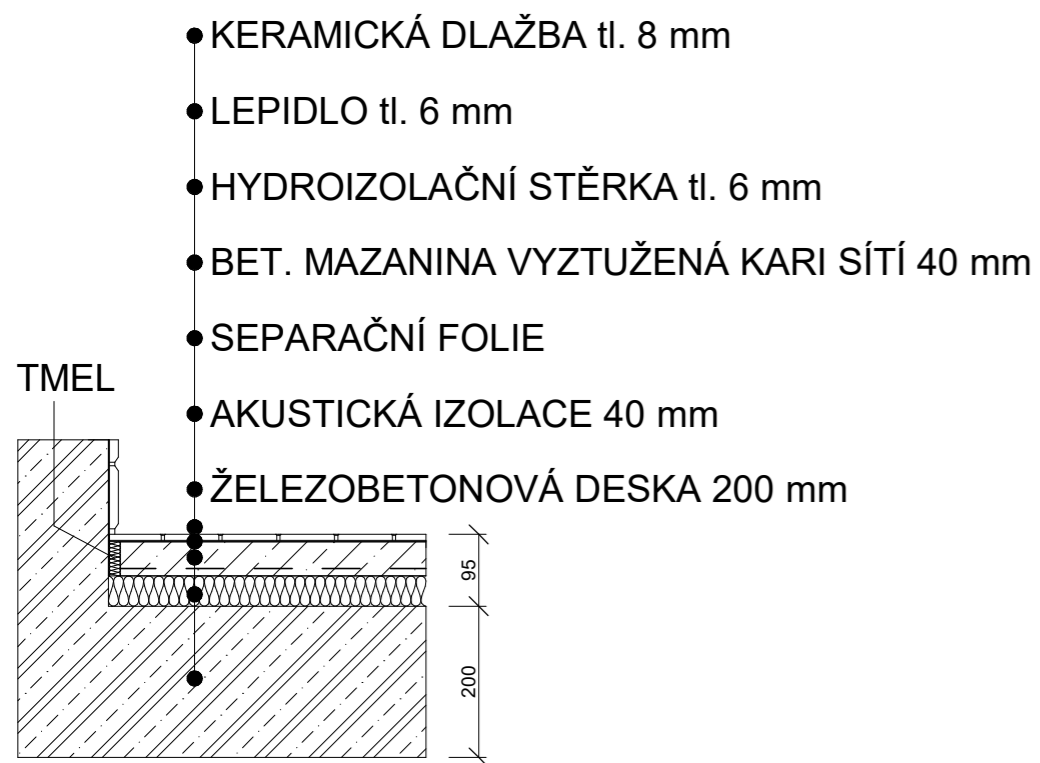 KERAMICKÁ DLAŽBA tl. 8 mm
LEPIDLO tl. 6 mm
HYDROIZOLAČNÍ STĚRKA tl. 6 mm
BET. MAZANINA VYZTUŽENÁ KARI SÍTÍ 40 mm
SEPARAČNÍ FOLIE
TMEL
AKUSTICKÁ IZOLACE 40 mm
ŽELEZOBETONOVÁ DESKA 200 mm
95
200